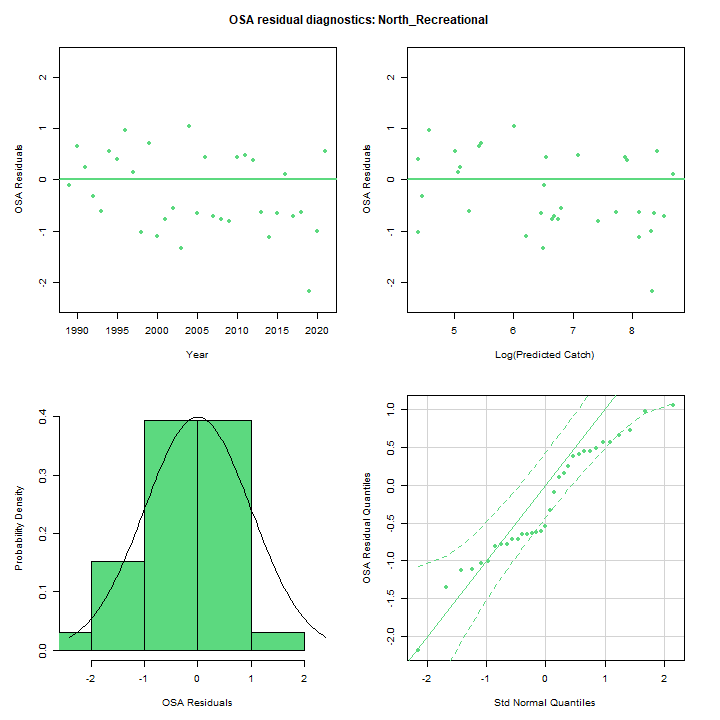 OSA residual diagnostics: North_Recreational
OSA Residuals
2
1
0
-1
-2
1990 1995 2000 2005 2010 2015 2020
Year
OSA Residuals
2
1
0
-1
-2
5 6 7 8
Log(Predicted Catch)
Probability Density
0.4
0.3
0.2
0.1
0.0
-2 -1 0 1 2
OSA Residuals
OSA Residual Quantiles
1.0
0.5
0.0
-0.5
-1.0
-1.5
-2.0
-2 -1 0 1 2
Std Normal Quantiles